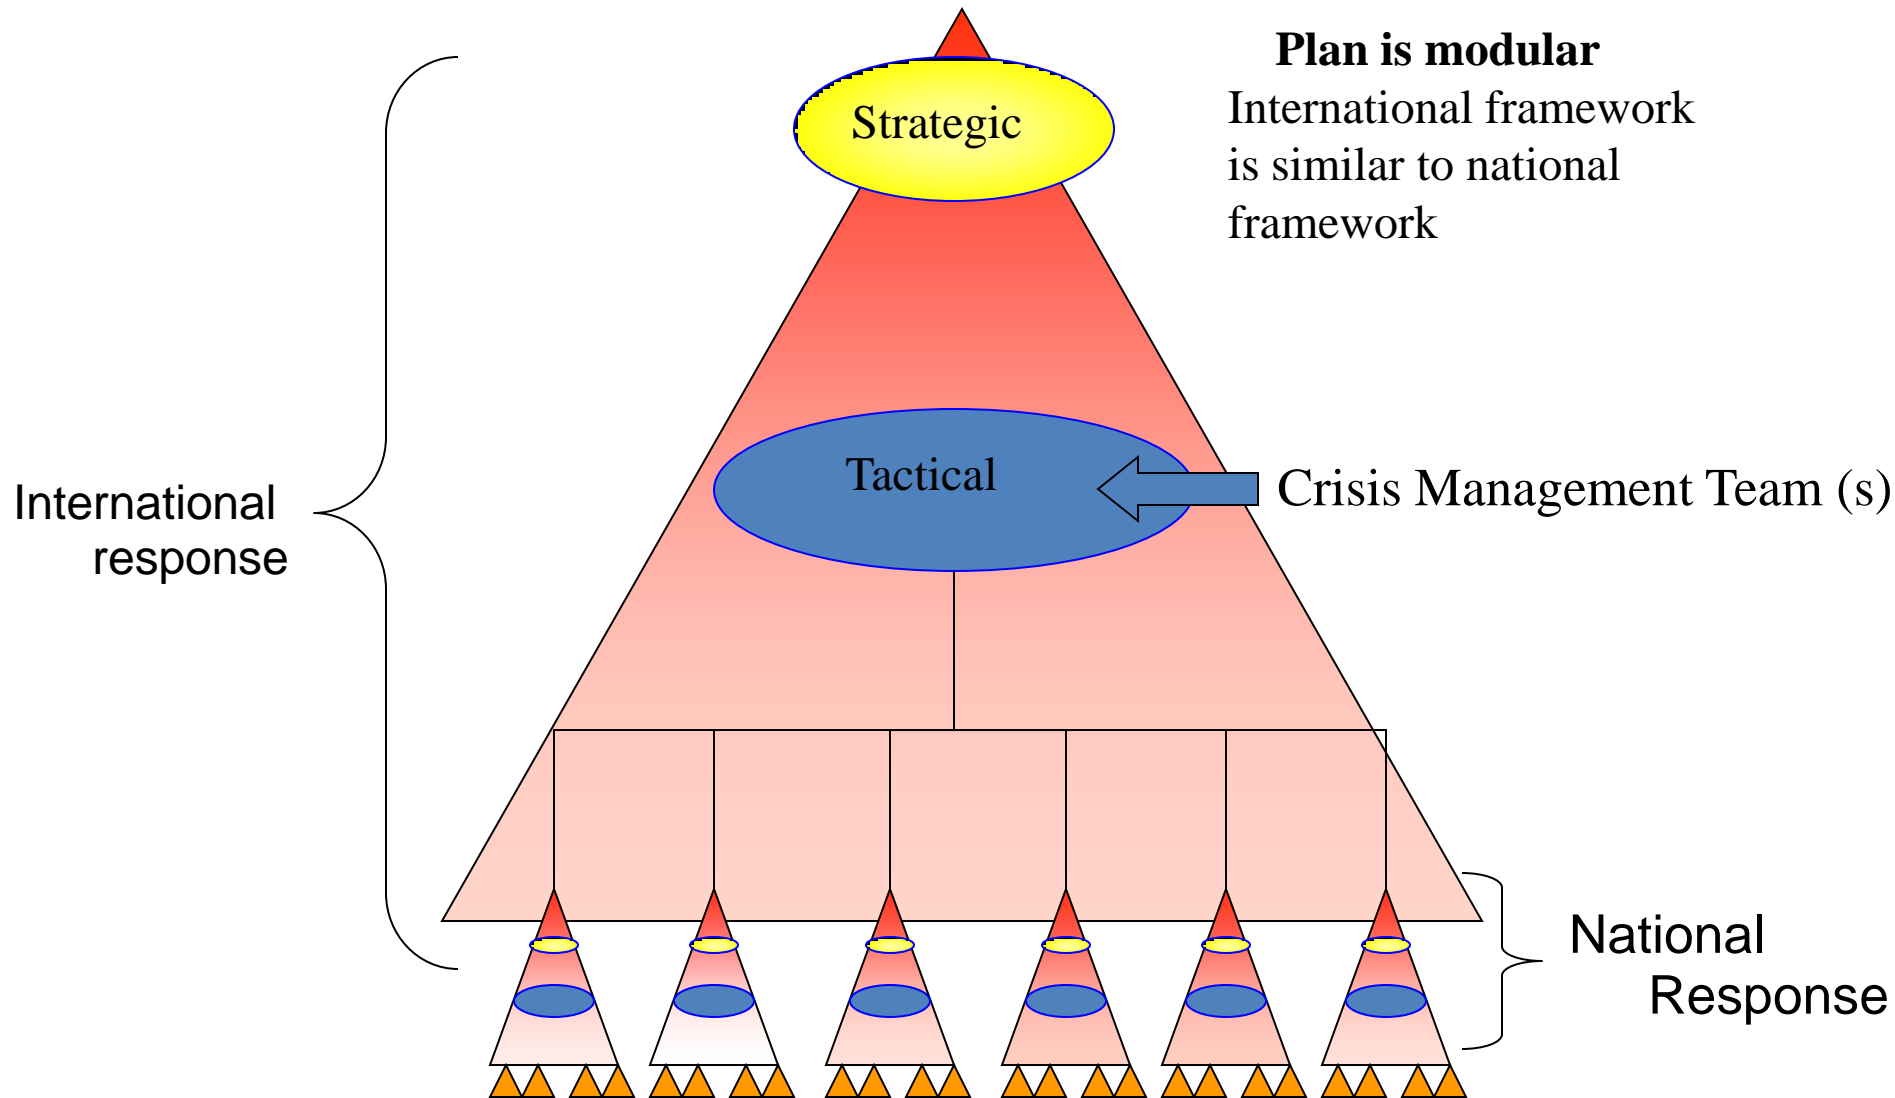 Plan is modular
International framework
is similar to national
framework
Strategic
Tactical
Crisis Management Team (s)
International
response
National
Response